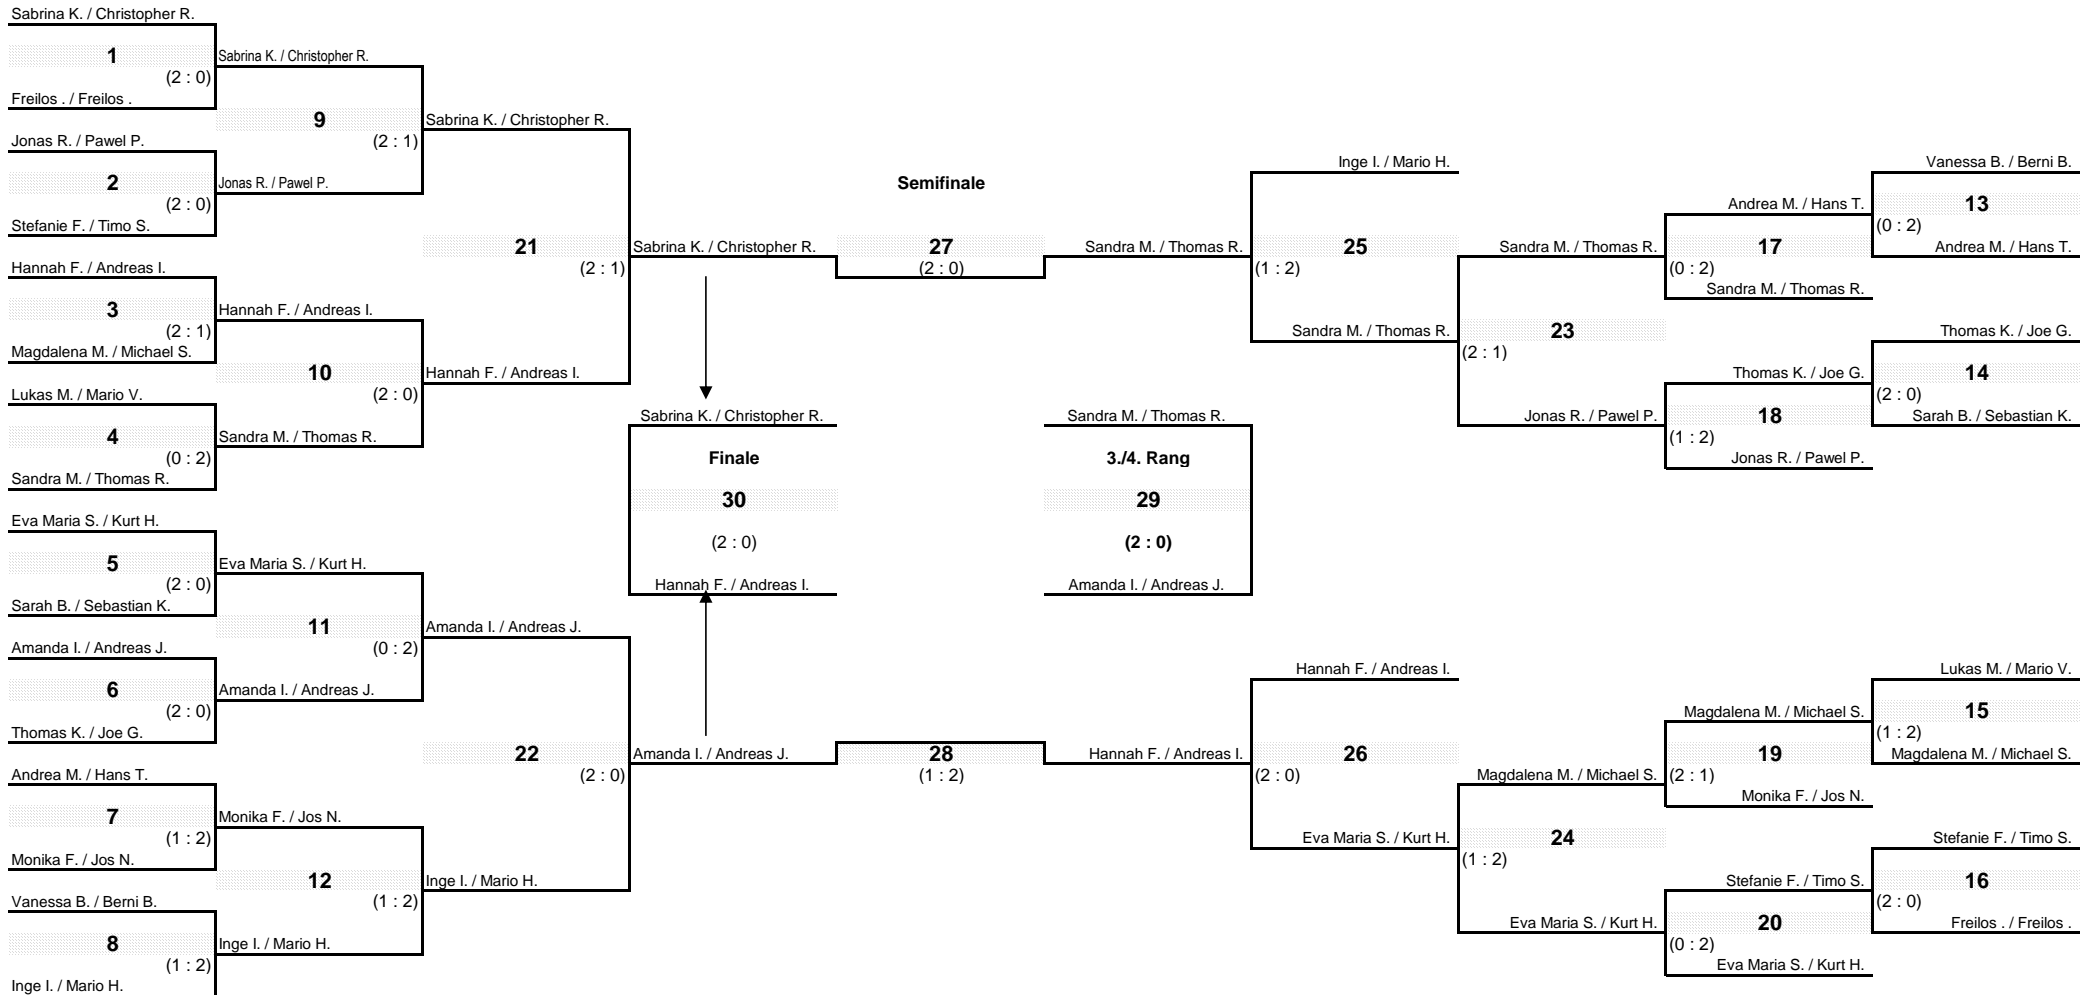 Sabrina K. / Christopher R.
1
Sabrina K. / Christopher R.
(2 : 0)
Freilos . / Freilos .
9
Sabrina K. / Christopher R.
(2 : 1)
Jonas R. / Pawel P.
2
Jonas R. / Pawel P.
(2 : 0)
Stefanie F. / Timo S.
21
Sabrina K. / Christopher R.
(2 : 1)
Hannah F. / Andreas I.
3
Hannah F. / Andreas I.
(2 : 1)
Magdalena M. / Michael S.
10
Hannah F. / Andreas I.
(2 : 0)
Lukas M. / Mario V.
4
Sandra M. / Thomas R.
(0 : 2)
Sandra M. / Thomas R.
Eva Maria S. / Kurt H.
5
Eva Maria S. / Kurt H.
(2 : 0)
Sarah B. / Sebastian K.
11
Amanda I. / Andreas J.
(0 : 2)
Amanda I. / Andreas J.
6
Amanda I. / Andreas J.
(2 : 0)
Thomas K. / Joe G.
22
Amanda I. / Andreas J.
(2 : 0)
Andrea M. / Hans T.
7
Monika F. / Jos N.
(1 : 2)
Monika F. / Jos N.
12
Inge I. / Mario H.
(1 : 2)
Vanessa B. / Berni B.
8
Inge I. / Mario H.
(1 : 2)
Inge I. / Mario H.
Semifinale
27
(2 : 0)
Sandra M. / Thomas R.
Sabrina K. / Christopher R.
Finale
30
(2 : 0)
Hannah F. / Andreas I.
Sandra M. / Thomas R.
3./4. Rang
29
(2 : 0)
Amanda I. / Andreas J.
28
(1 : 2)
Hannah F. / Andreas I.
Inge I. / Mario H.
25
(1 : 2)
Sandra M. / Thomas R.
Sandra M. / Thomas R.
23
(2 : 1)
Jonas R. / Pawel P.
Andrea M. / Hans T.
17
(0 : 2)
Sandra M. / Thomas R.
Thomas K. / Joe G.
18
(1 : 2)
Jonas R. / Pawel P.
Vanessa B. / Berni B.
13
(0 : 2)
Andrea M. / Hans T.
Thomas K. / Joe G.
14
(2 : 0)
Sarah B. / Sebastian K.
Hannah F. / Andreas I.
26
(2 : 0)
Eva Maria S. / Kurt H.
Magdalena M. / Michael S.
24
(1 : 2)
Eva Maria S. / Kurt H.
Magdalena M. / Michael S.
19
(2 : 1)
Monika F. / Jos N.
Stefanie F. / Timo S.
20
(0 : 2)
Eva Maria S. / Kurt H.
Lukas M. / Mario V.
15
(1 : 2)
Magdalena M. / Michael S.
Stefanie F. / Timo S.
16
(2 : 0)
Freilos . / Freilos .